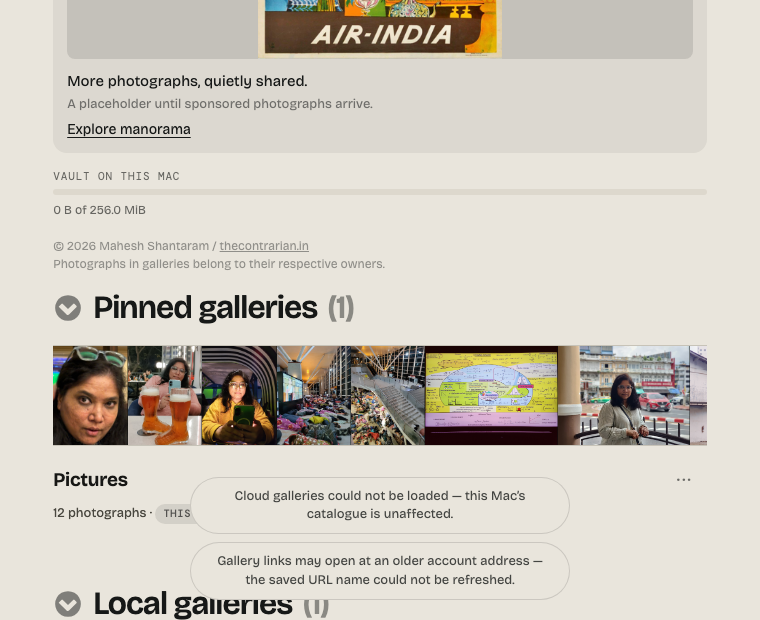 AIR-INDIA
More photographs, quietly shared.
A placeholder until sponsored photographs arrive.
Explore manorama
VAULT ON THIS MAC
0 B of 256.0 MiB
© 2026 Mahesh Shantaram / thecontrarian.in
Photographs in galleries belong to their respective owners.
Pinned galleries (1)
Pictures
...
12 photographs · THIS
Cloud galleries could not be loaded — this Mac's
catalogue is unaffected.
Gallery links may open at an older account address —
the saved URL name could not be refreshed.
Local galleries (1)